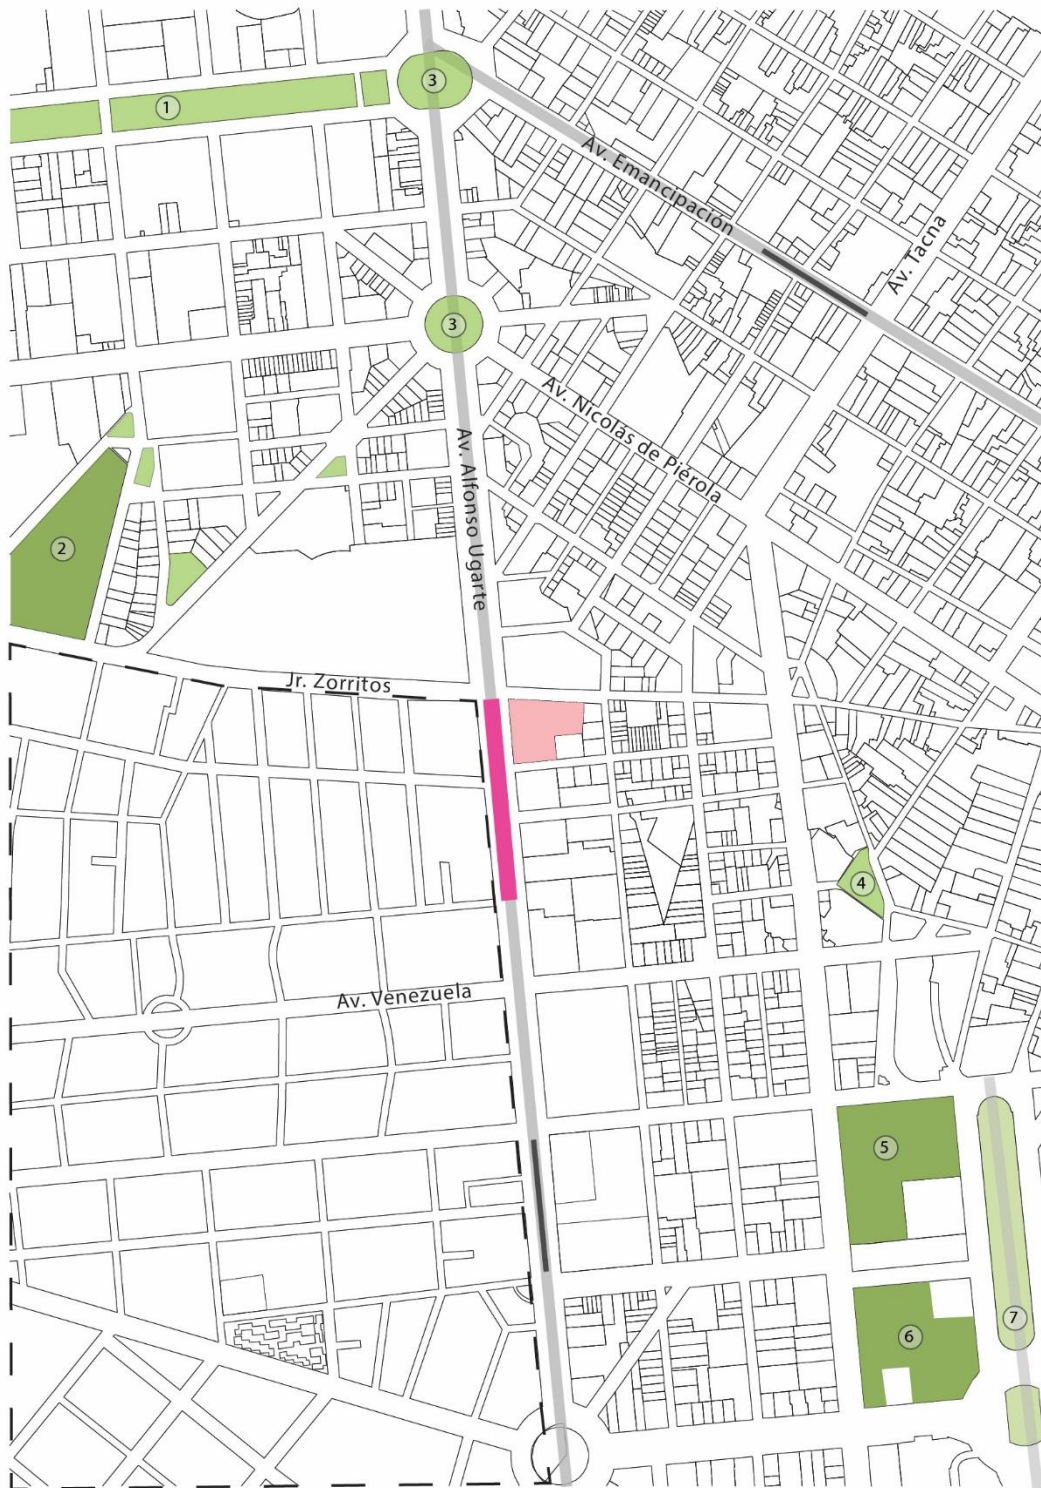 3
1
Av. Emancipación
Av. Tacna
3
Av. Nicolás de Piérola
Av. Alfonso Ugarte
2
Jr. Zorritos
4
Av. Venezuela
5
7
6